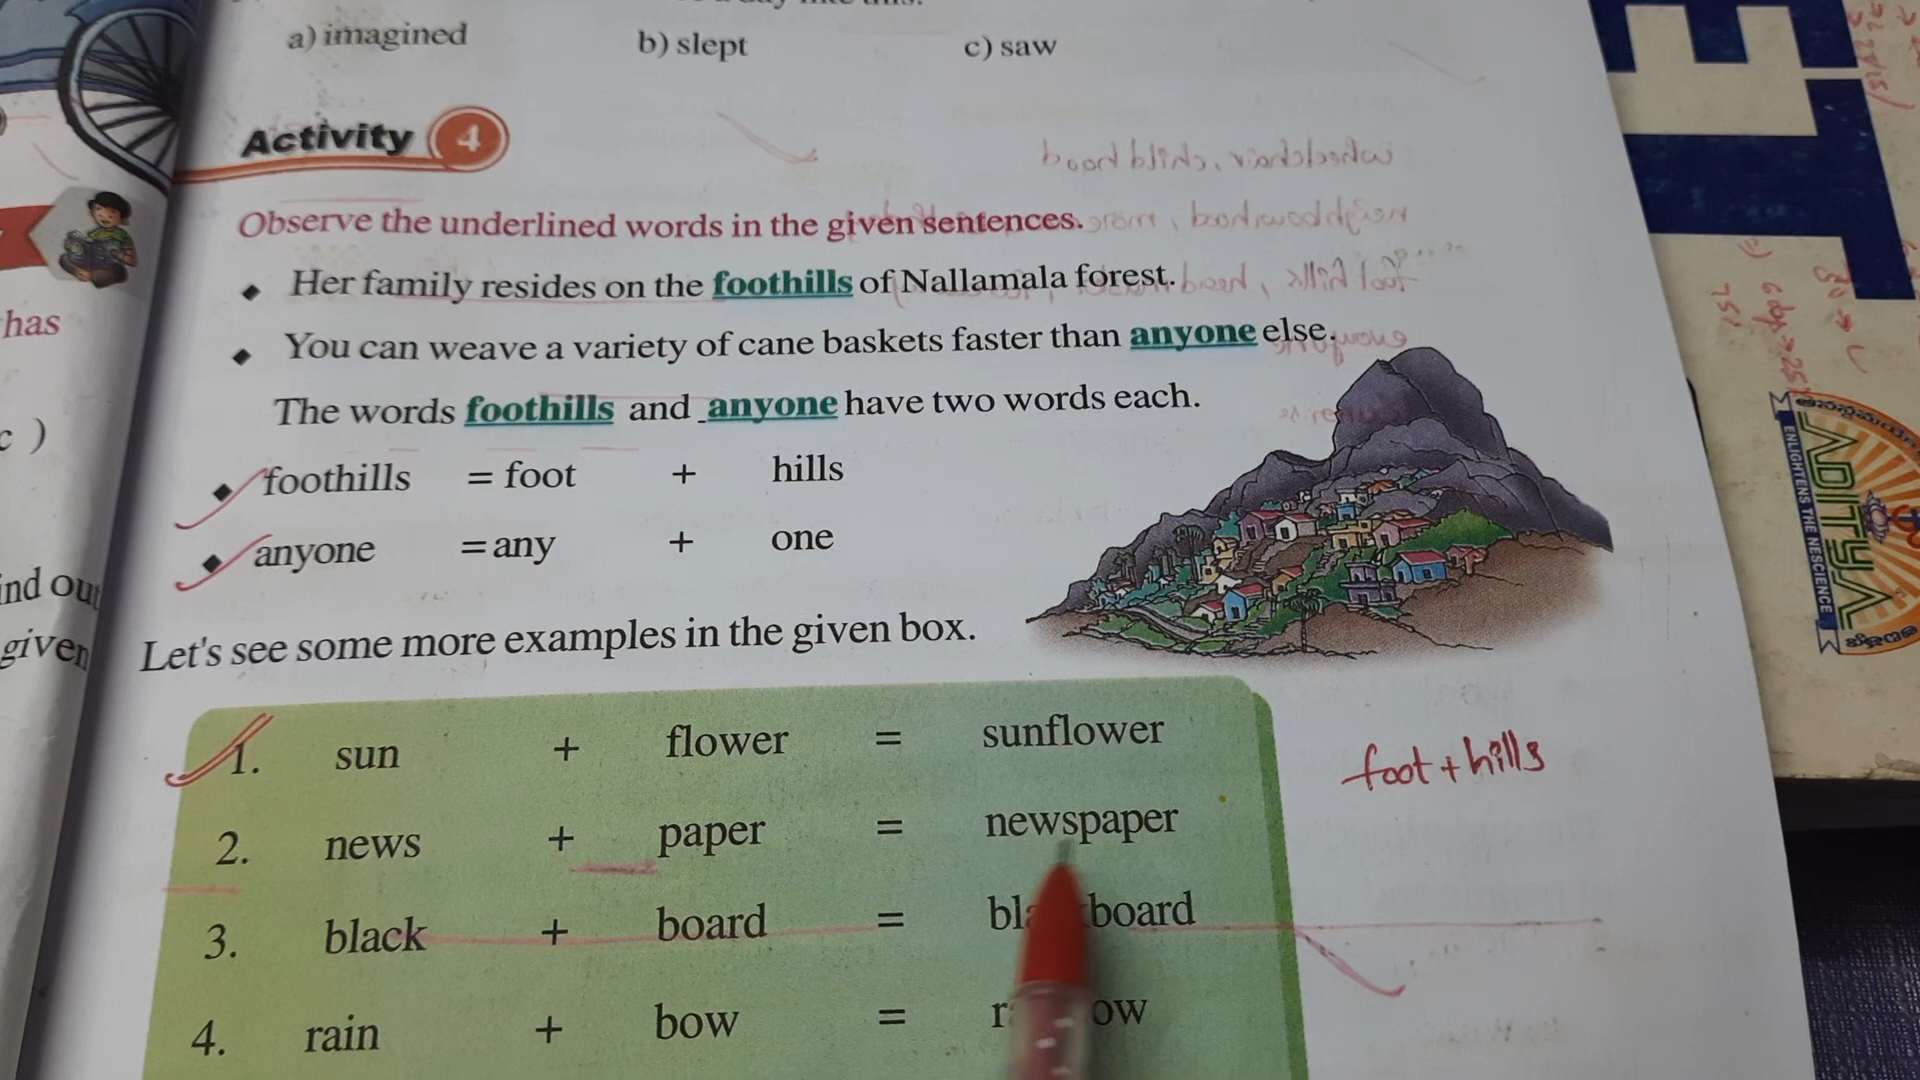 a) imagined b) slept c) saw
Activity 4
Observe the underlined words in the given sentences.
Her family resides on the foothills of Nallamala forest.
You can weave a variety of cane baskets faster than anyone else.
The words foothills and anyone have two words each.
foothills = foot + hills
anyone = any + one
Let's see some more examples in the given box.
1. sun + flower = sunflower
foot + hills
2. news + paper = newspaper
3. black + board =
4. rain + bow =
has
c )
given
ADITYA
ENLIGHTENS THE NESCIENCE